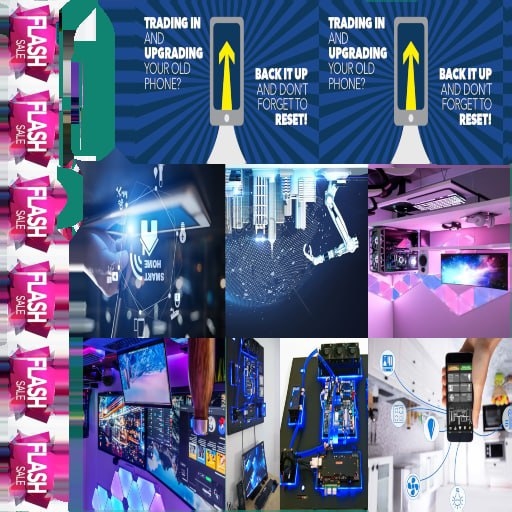 FLASH
SALE
FLASH
SALE
FLASH
SALE
FLASH
SALE
FLASH
SALE
FLASH
SALE
TRADING IN
AND
UPGRADING
YOUR OLD
PHONE?
BACK IT UP
AND DON'T
FORGET TO
RESET!
TRADING IN
AND
UPGRADING
YOUR OLD
PHONE?
BACK IT UP
AND DON'T
FORGET TO
RESET!
SMART
HOME